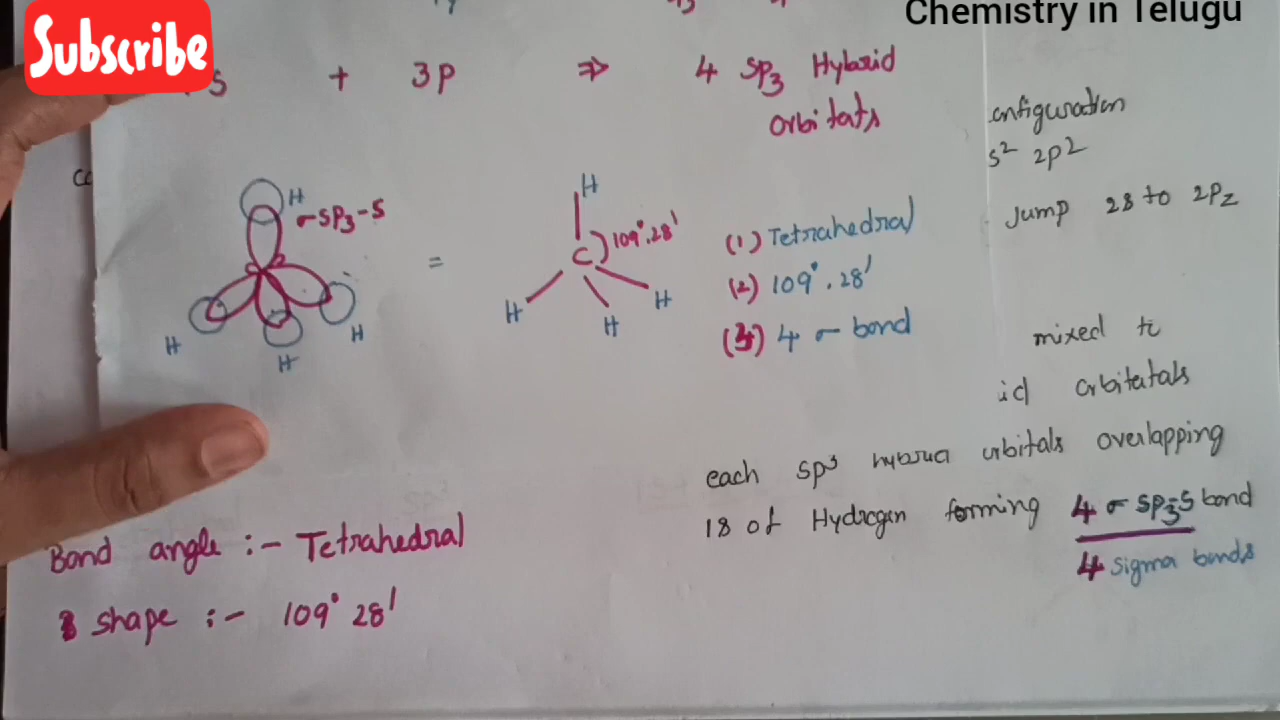 Subscribe
Chemistry in Telugu
s + 3p ⇒ 4 sp3 Hybrid
orbitals
configuration
s² 2p²
Jump 2s to 2Pz
H
σ-SP3-S
H
H
H
=
H
C
109°.28'
H
H
H
(1) Tetrahedral
(2) 109°.28'
(3) 4 σ bond
mixed to
orbitatals
each sp³ orbitals overlapping
1s of Hydrogen forming 4 σ SP3-S bond
4 sigma bonds
Bond angle :- Tetrahedral
shape :- 109° 28'